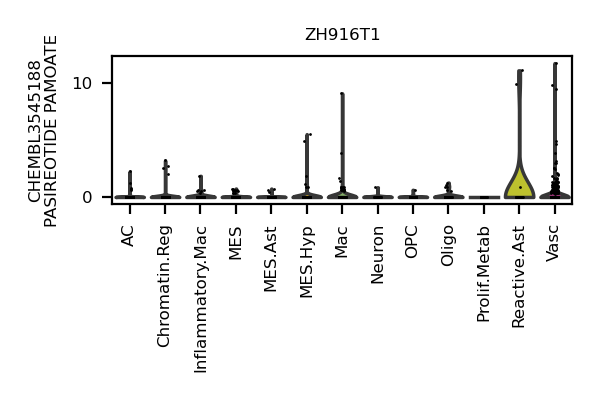 ZH916T1
CHEMBL3545188
PASIREOTIDE PAMOATE
10
0
AC
Chromatin.Reg
Inflammatory.Mac
MES
MES.Ast
MES.Hyp
Mac
Neuron
OPC
Oligo
Prolif.Metab
Reactive.Ast
Vasc